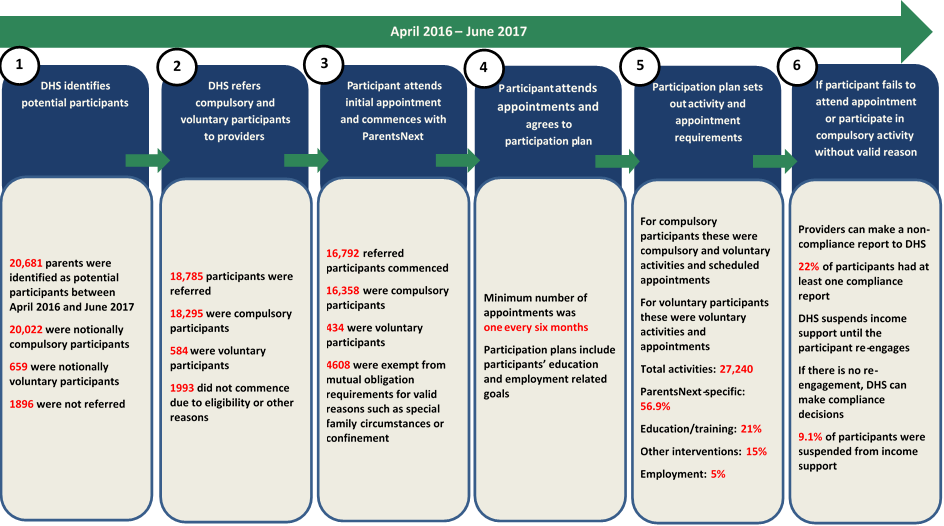 April 2016 – June 2017
1
DHS identifies
potential participants
20,681 parents were
identified as potential
participants between
April 2016 and June 2017
20,022 were notionally
compulsory participants
659 were notionally
voluntary participants
1896 were not referred
2
DHS refers
compulsory and
voluntary participants
to providers
18,785 participants were
referred
18,295 were compulsory
participants
584 were voluntary
participants
1993 did not commence
due to eligibility or other
reasons
3
Participant attends
initial appointment
and commences with
ParentsNext
16,792 referred
participants commenced
16,358 were compulsory
participants
434 were voluntary
participants
4608 were exempt from
mutual obligation
requirements for valid
reasons such as special
family circumstances or
confinement
4
Participant attends
appointments and
agrees to
participation plan
Minimum number of
appointments was
one every six months
Participation plans include
participants' education
and employment related
goals
5
Participation plan sets
out activity and
appointment
requirements
For compulsory
participants these were
compulsory and voluntary
activities and scheduled
appointments
For voluntary participants
these were voluntary
activities and
appointments
Total activities: 27,240
ParentsNext-specific:
56.9%
Education/training: 21%
Other interventions: 15%
Employment: 5%
6
If participant fails to
attend appointment
or participate in
compulsory activity
without valid reason
Providers can make a non-
compliance report to DHS
22% of participants had at
least one compliance
report
DHS suspends income
support until the
participant re-engages
If there is no re-
engagement, DHS can
make compliance
decisions
9.1% of participants were
suspended from income
support